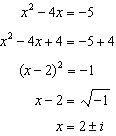 x² − 4x = −5
x² − 4x + 4 = −5 + 4
(x − 2)² = −1
x − 2 = √−1
x = 2 ± i